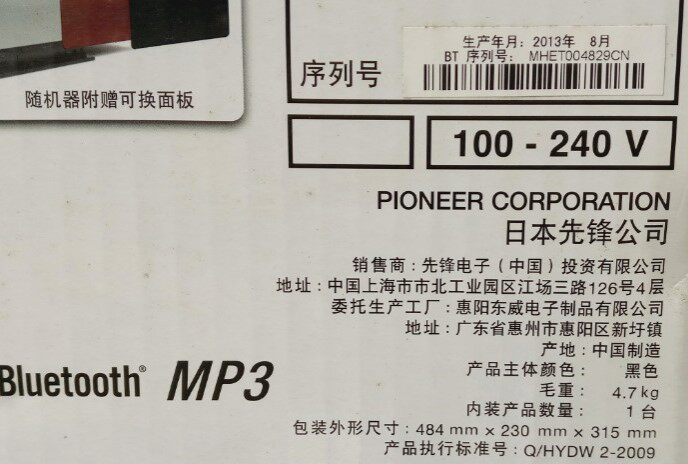 随机器附赠可换面板
生产年月：2013年 8月
BT 序列号： MHET004829CN
序列号
100 - 240 V
PIONEER CORPORATION
日本先锋公司
销售商：先锋电子（中国）投资有限公司
地址：中国上海市市北工业园区江场三路126号4层
委托生产工厂：惠阳东威电子制品有限公司
地址：广东省惠州市惠阳区新圩镇
产地：中国制造
产品主体颜色： 黑色
毛重： 4.7kg
内装产品数量： 1 台
包装外形尺寸：484 mm × 230 mm × 315 mm
产品执行标准号：Q/HYDW 2-2009
Bluetooth® MP3